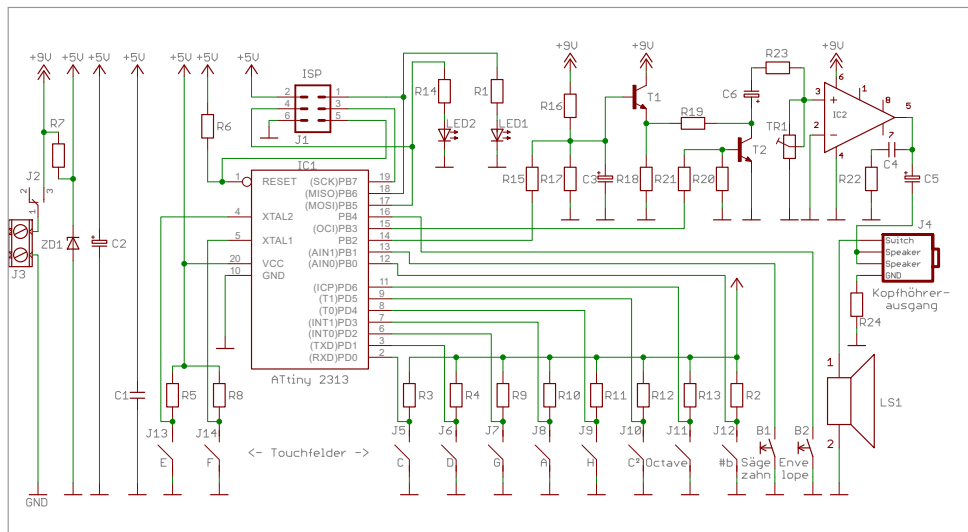 +9V +5V +5V +5V +5V +5V +5V
ISP
+9V +9V
+9V
R23
2 1
4 3
6 5
J1
R14
R1
LED2
LED1
R16
T1
R19
C6
T2
TR1
3
+
2
-
6
1
8
5
IC2
4
7
C4
R22
C5
R7
R6
J2
2 3
1
J3
ZD1
C2
C1
IC1
1 RESET (SCK)PB7 19
(MISO)PB6 18
(MOSI)PB5 17
4 XTAL2 PB4 16
(OCI)PB3 15
5 XTAL1 PB2 14
(AIN1)PB1 13
20 VCC (AIN0)PB0 12
10 GND
(ICP)PD6 11
(T1)PD5 9
(T0)PD4 8
(INT1)PD3 7
(INT0)PD2 6
(TXD)PD1 3
(RXD)PD0 2
ATtiny 2313
R15 R17 C3 R18 R21 R20
J4
Switch
Speaker
Speaker
GND
Kopfhöhrer-
ausgang
R24
1
LS1
2
R5 R8 R3 R4 R9 R10 R11 R12 R13 R2
J13 J14 J5 J6 J7 J8 J9 J10 J11 J12 B1 B2
E F <- Touchfelder -> C D G A H C² Octave #b Säge Enve
zahn lope
GND